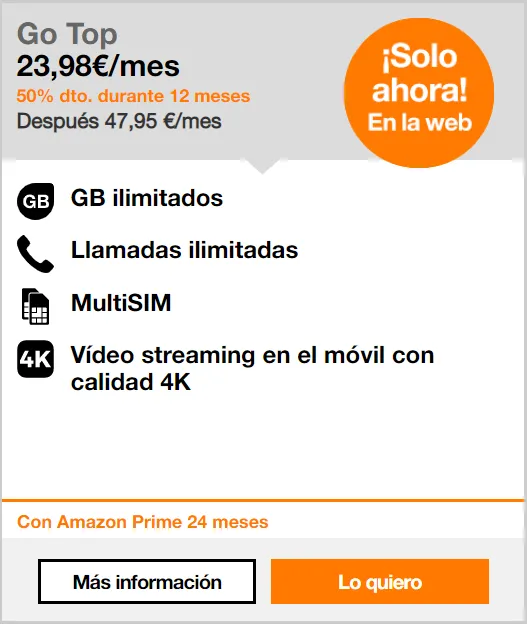 Go Top
23,98€/mes
50% dto. durante 12 meses
Después 47,95 €/mes
¡Solo
ahora!
En la web
GB
GB ilimitados
Llamadas ilimitadas
MultiSIM
4K
Vídeo streaming en el móvil con
calidad 4K
Con Amazon Prime 24 meses
Más información
Lo quiero